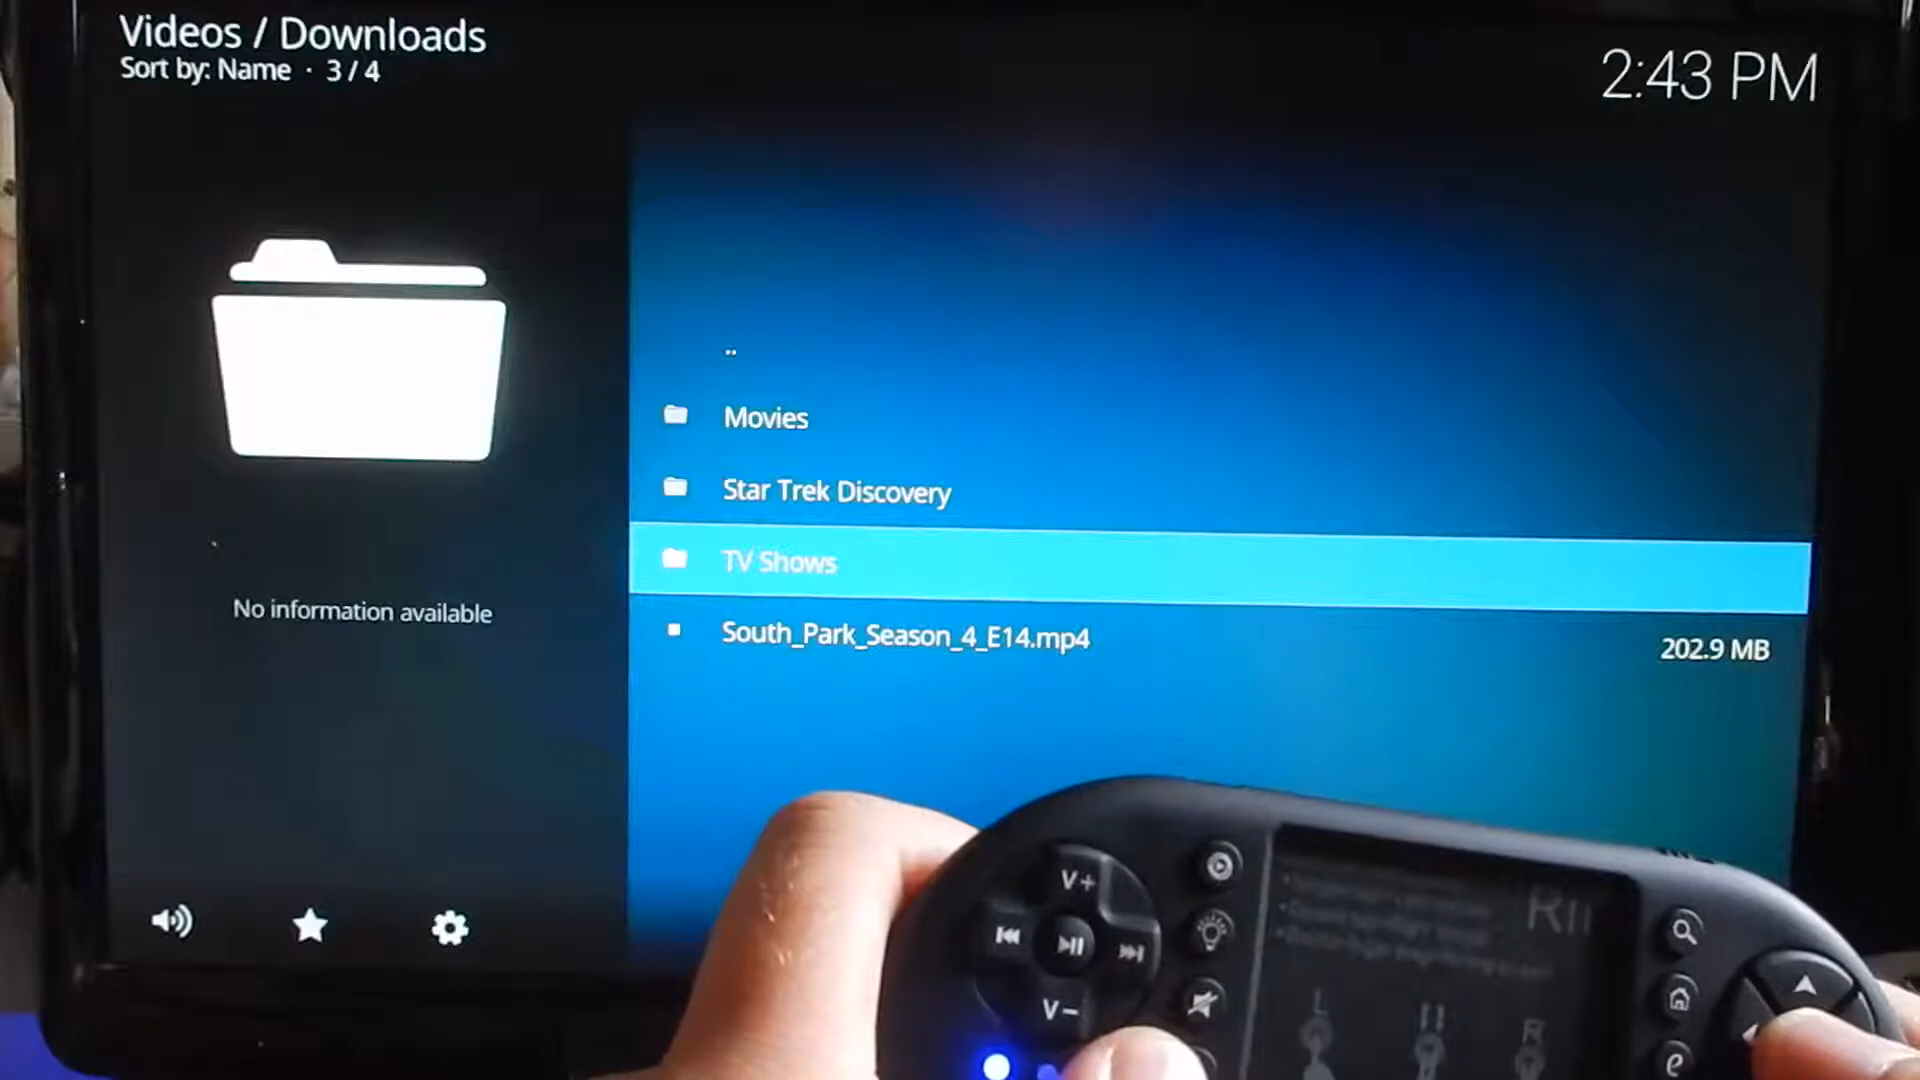 Videos / Downloads
Sort by: Name · 3 / 4
2:43 PM
..
Movies
Star Trek Discovery
TV Shows
No information available
South_Park_Season_4_E14.mp4
202.9 MB
V+
V-
RII
L
R
e